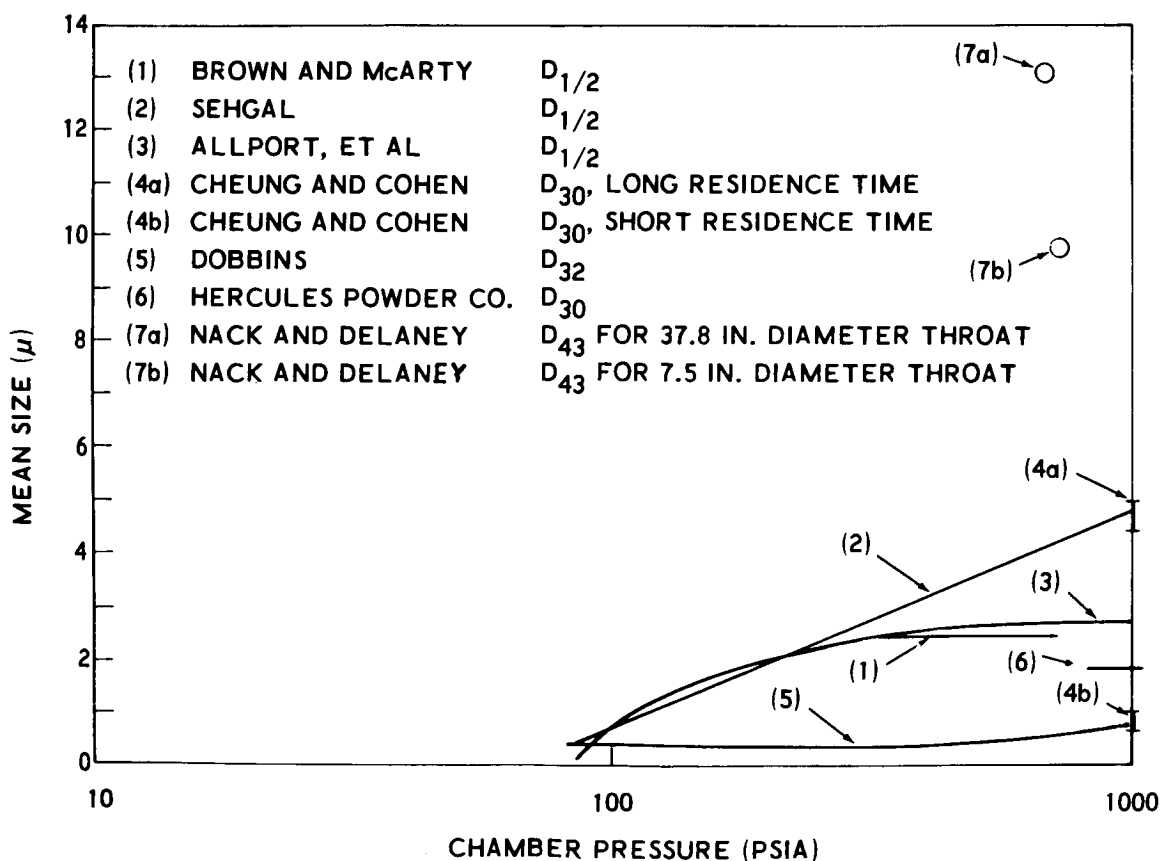 14
12
10
8
6
4
2
0
MEAN SIZE (μ)
(1) BROWN AND McARTY D1/2
(2) SEHGAL D1/2
(3) ALLPORT, ET AL D1/2
(4a) CHEUNG AND COHEN D30, LONG RESIDENCE TIME
(4b) CHEUNG AND COHEN D30, SHORT RESIDENCE TIME
(5) DOBBINS D32
(6) HERCULES POWDER CO. D30
(7a) NACK AND DELANEY D43 FOR 37.8 IN. DIAMETER THROAT
(7b) NACK AND DELANEY D43 FOR 7.5 IN. DIAMETER THROAT
(7a)
(7b)
(4a)
(2)
(3)
(1)
(6)
(4b)
(5)
10
100
1000
CHAMBER PRESSURE (PSIA)